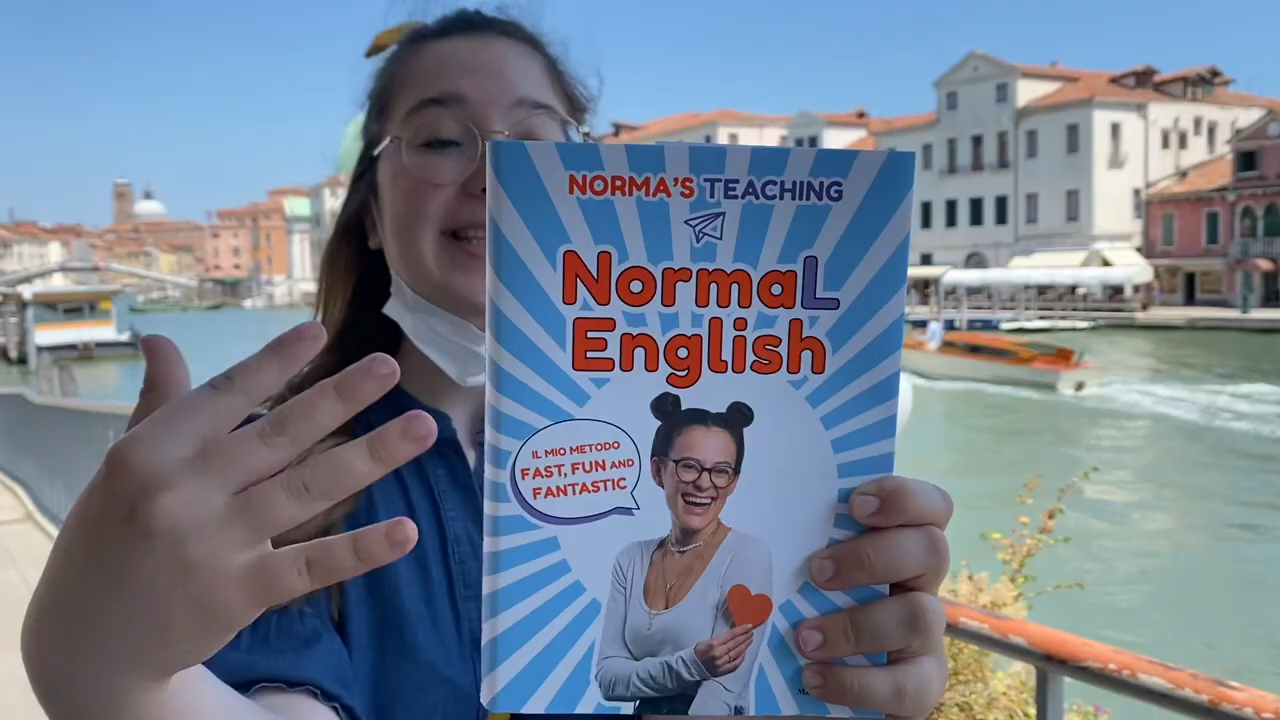 NORMA'S TEACHING
NormaL
English
IL MIO METODO
FAST, FUN AND
FANTASTIC